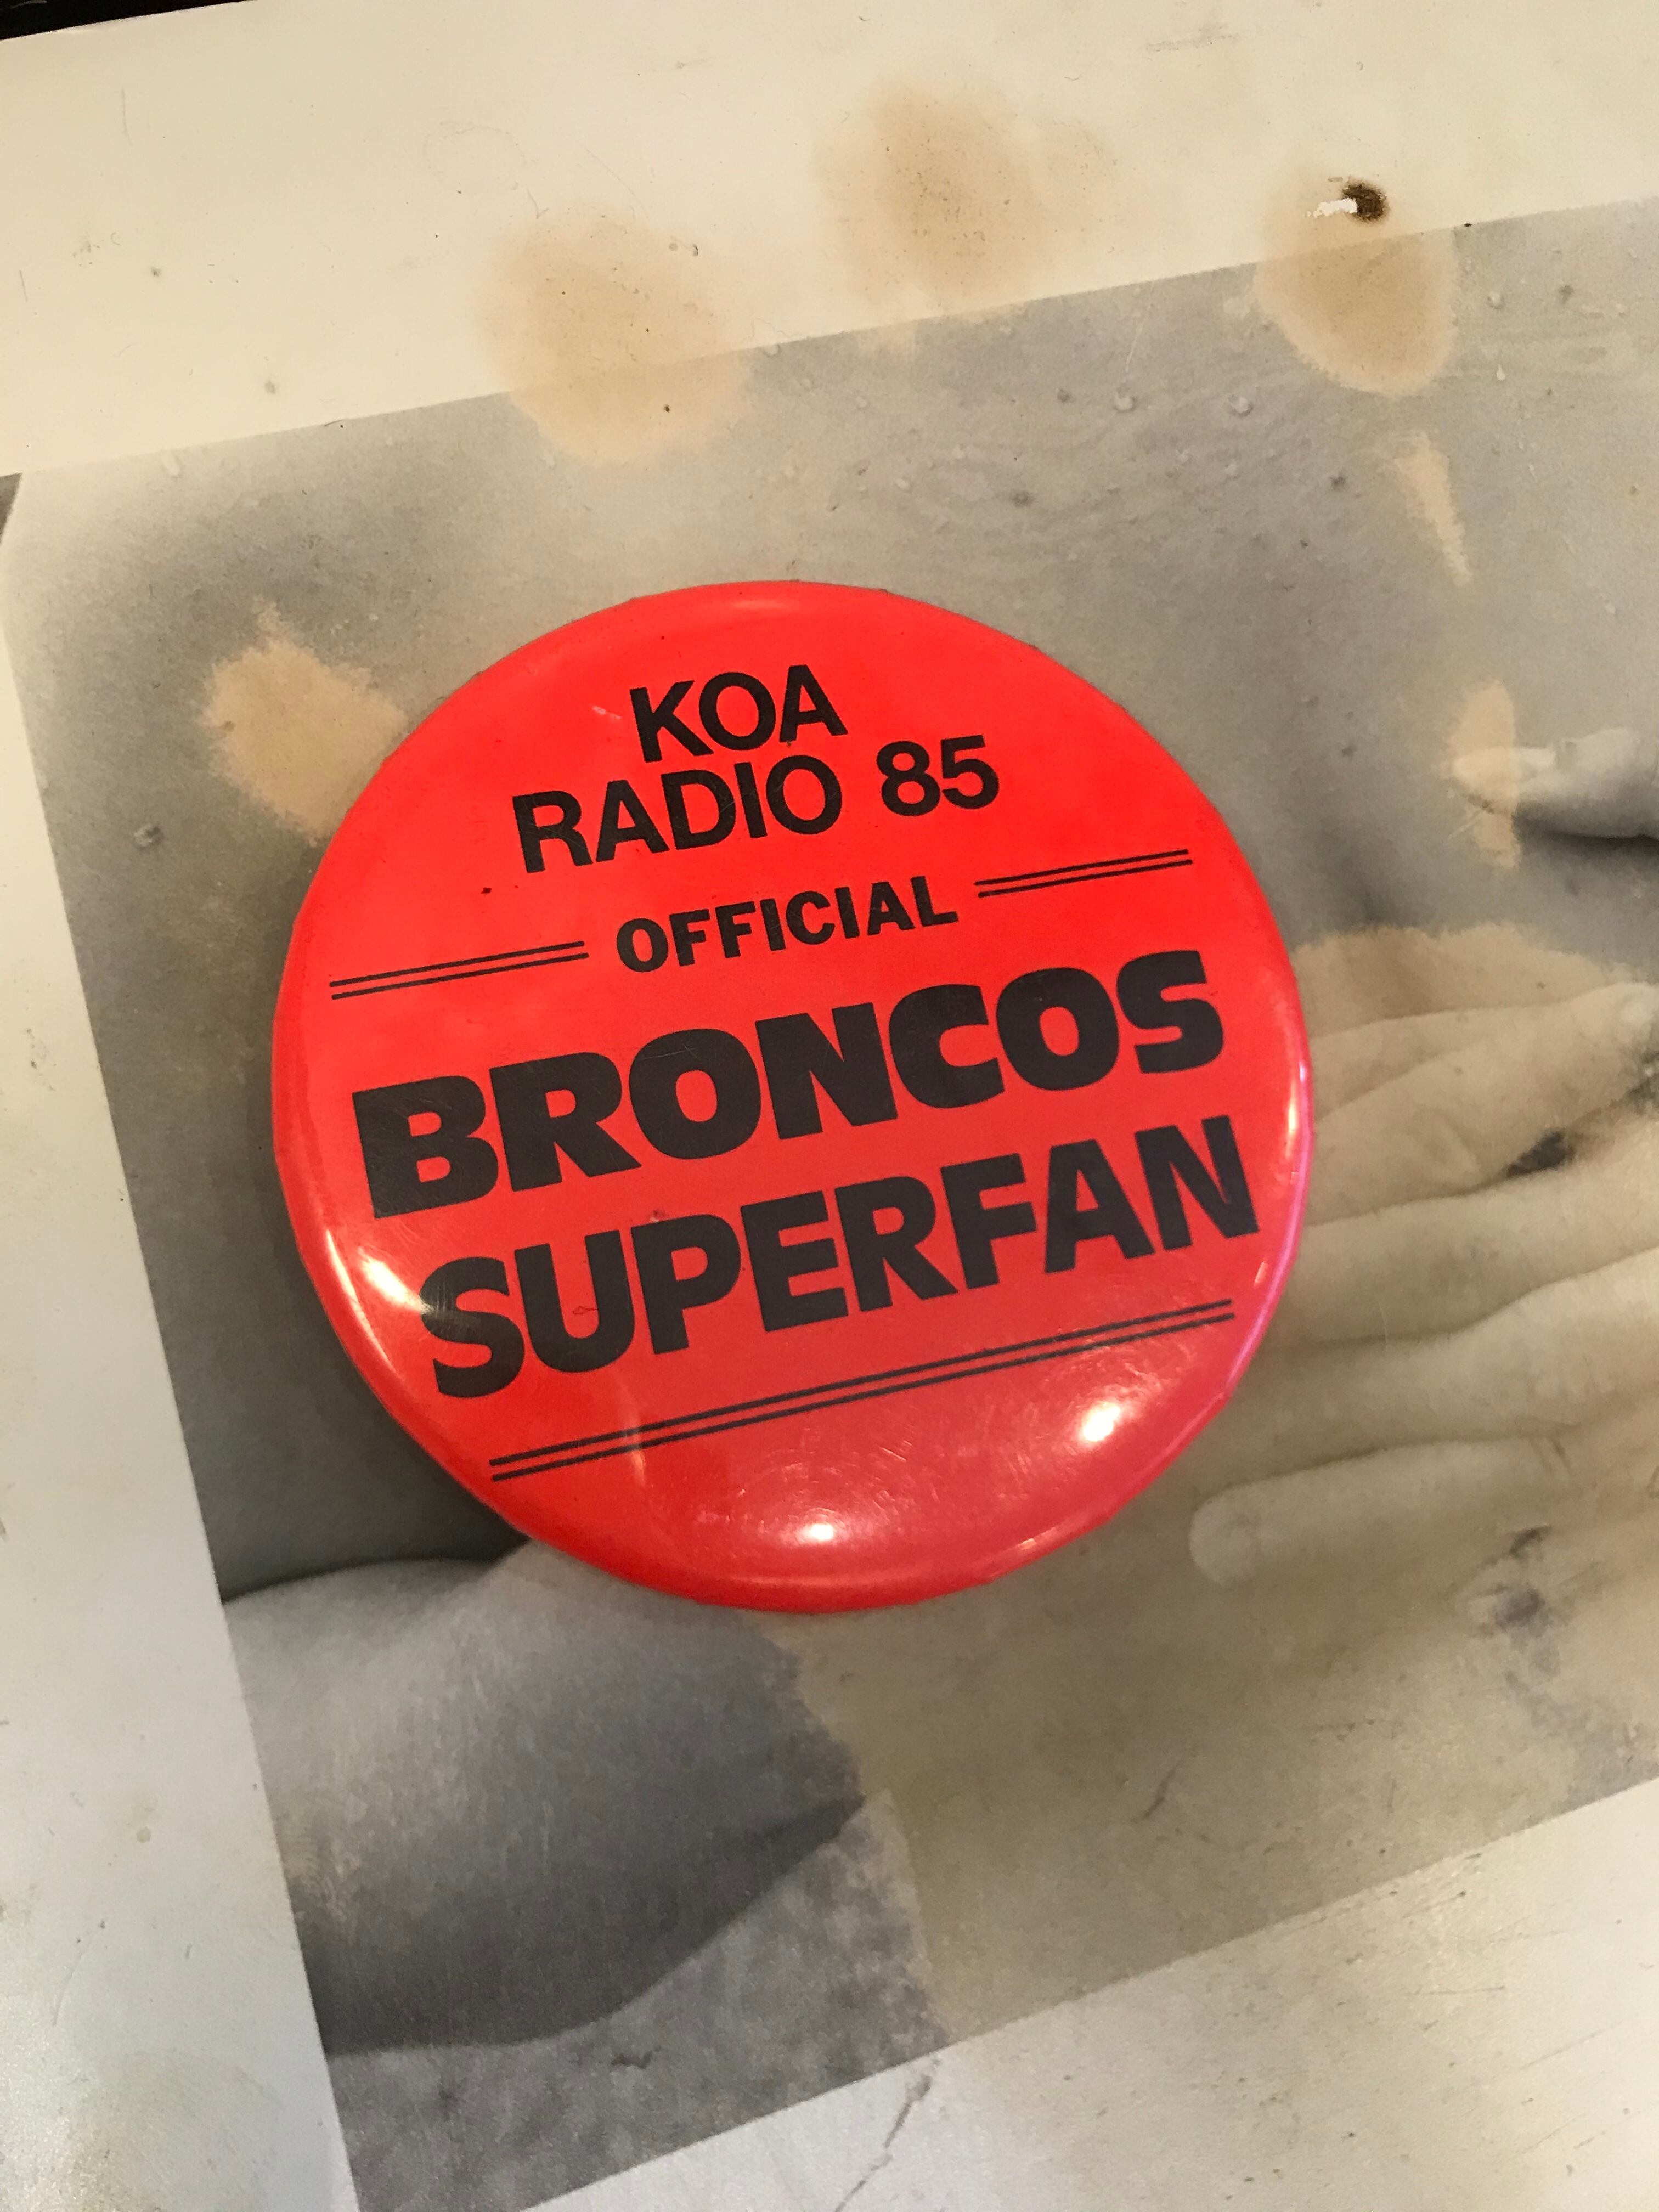 KOA
RADIO 85
OFFICIAL
BRONCOS
SUPERFAN